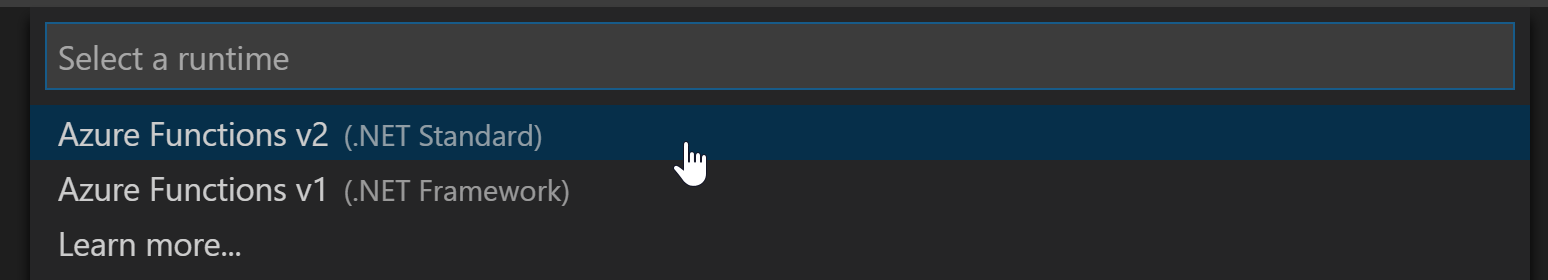 Select a runtime
Azure Functions v2 (.NET Standard)
Azure Functions v1 (.NET Framework)
Learn more...